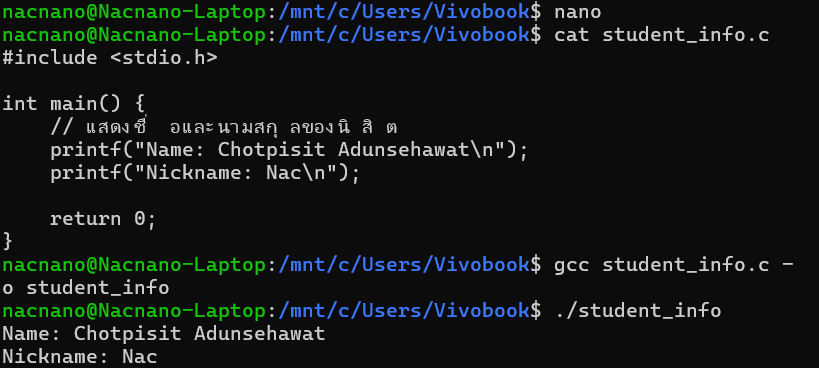 nacnano@Nacnano-Laptop:/mnt/c/Users/Vivobook$ nano
nacnano@Nacnano-Laptop:/mnt/c/Users/Vivobook$ cat student_info.c
#include <stdio.h>
int main() {
    // แสดงชื่อและนามสกุลของนิสิต
    printf("Name: Chotpisit Adunsehawat\n");
    printf("Nickname: Nac\n");
    return 0;
}
nacnano@Nacnano-Laptop:/mnt/c/Users/Vivobook$ gcc student_info.c -
o student_info
nacnano@Nacnano-Laptop:/mnt/c/Users/Vivobook$ ./student_info
Name: Chotpisit Adunsehawat
Nickname: Nac